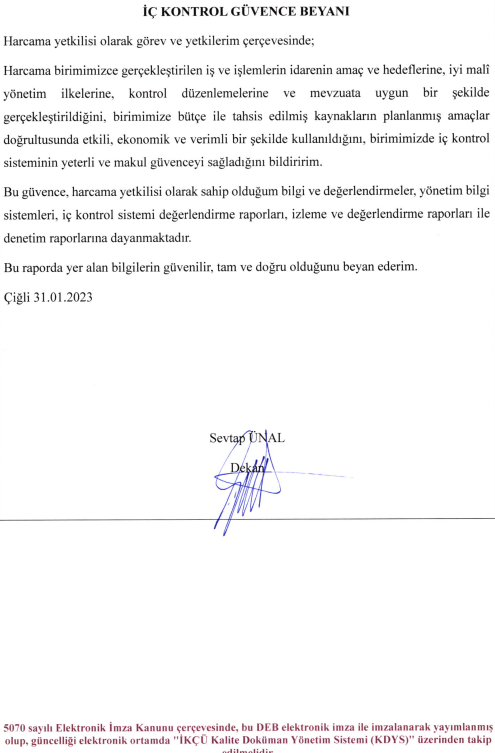 İÇ KONTROL GÜVENCE BEYANI
Harcama yetkilisi olarak görev ve yetkilerim çerçevesinde;
Harcama birimimizce gerçekleştirilen iş ve işlemlerin idarenin amaç ve hedeflerine, iyi malî
yönetim ilkelerine, kontrol düzenlemelerine ve mevzuata uygun bir şekilde
gerçekleştirildiğini, birimimize bütçe ile tahsis edilmiş kaynakların planlanmış amaçlar
doğrultusunda etkili, ekonomik ve verimli bir şekilde kullanıldığını, birimimizde iç kontrol
sisteminin yeterli ve makul güvenceyi sağladığını bildiririm.
Bu güvence, harcama yetkilisi olarak sahip olduğum bilgi ve değerlendirmeler, yönetim bilgi
sistemleri, iç kontrol sistemi değerlendirme raporları, izleme ve değerlendirme raporları ile
denetim raporlarına dayanmaktadır.
Bu raporda yer alan bilgilerin güvenilir, tam ve doğru olduğunu beyan ederim.
Çiğli 31.01.2023
Sevtap ÜNAL
Dekan
5070 sayılı Elektronik İmza Kanunu çerçevesinde, bu DEB elektronik imza ile imzalanarak yayımlanmış
olup, güncelliği elektronik ortamda "İKÇÜ Kalite Doküman Yönetim Sistemi (KDYS)" üzerinden takip
edilmelidir